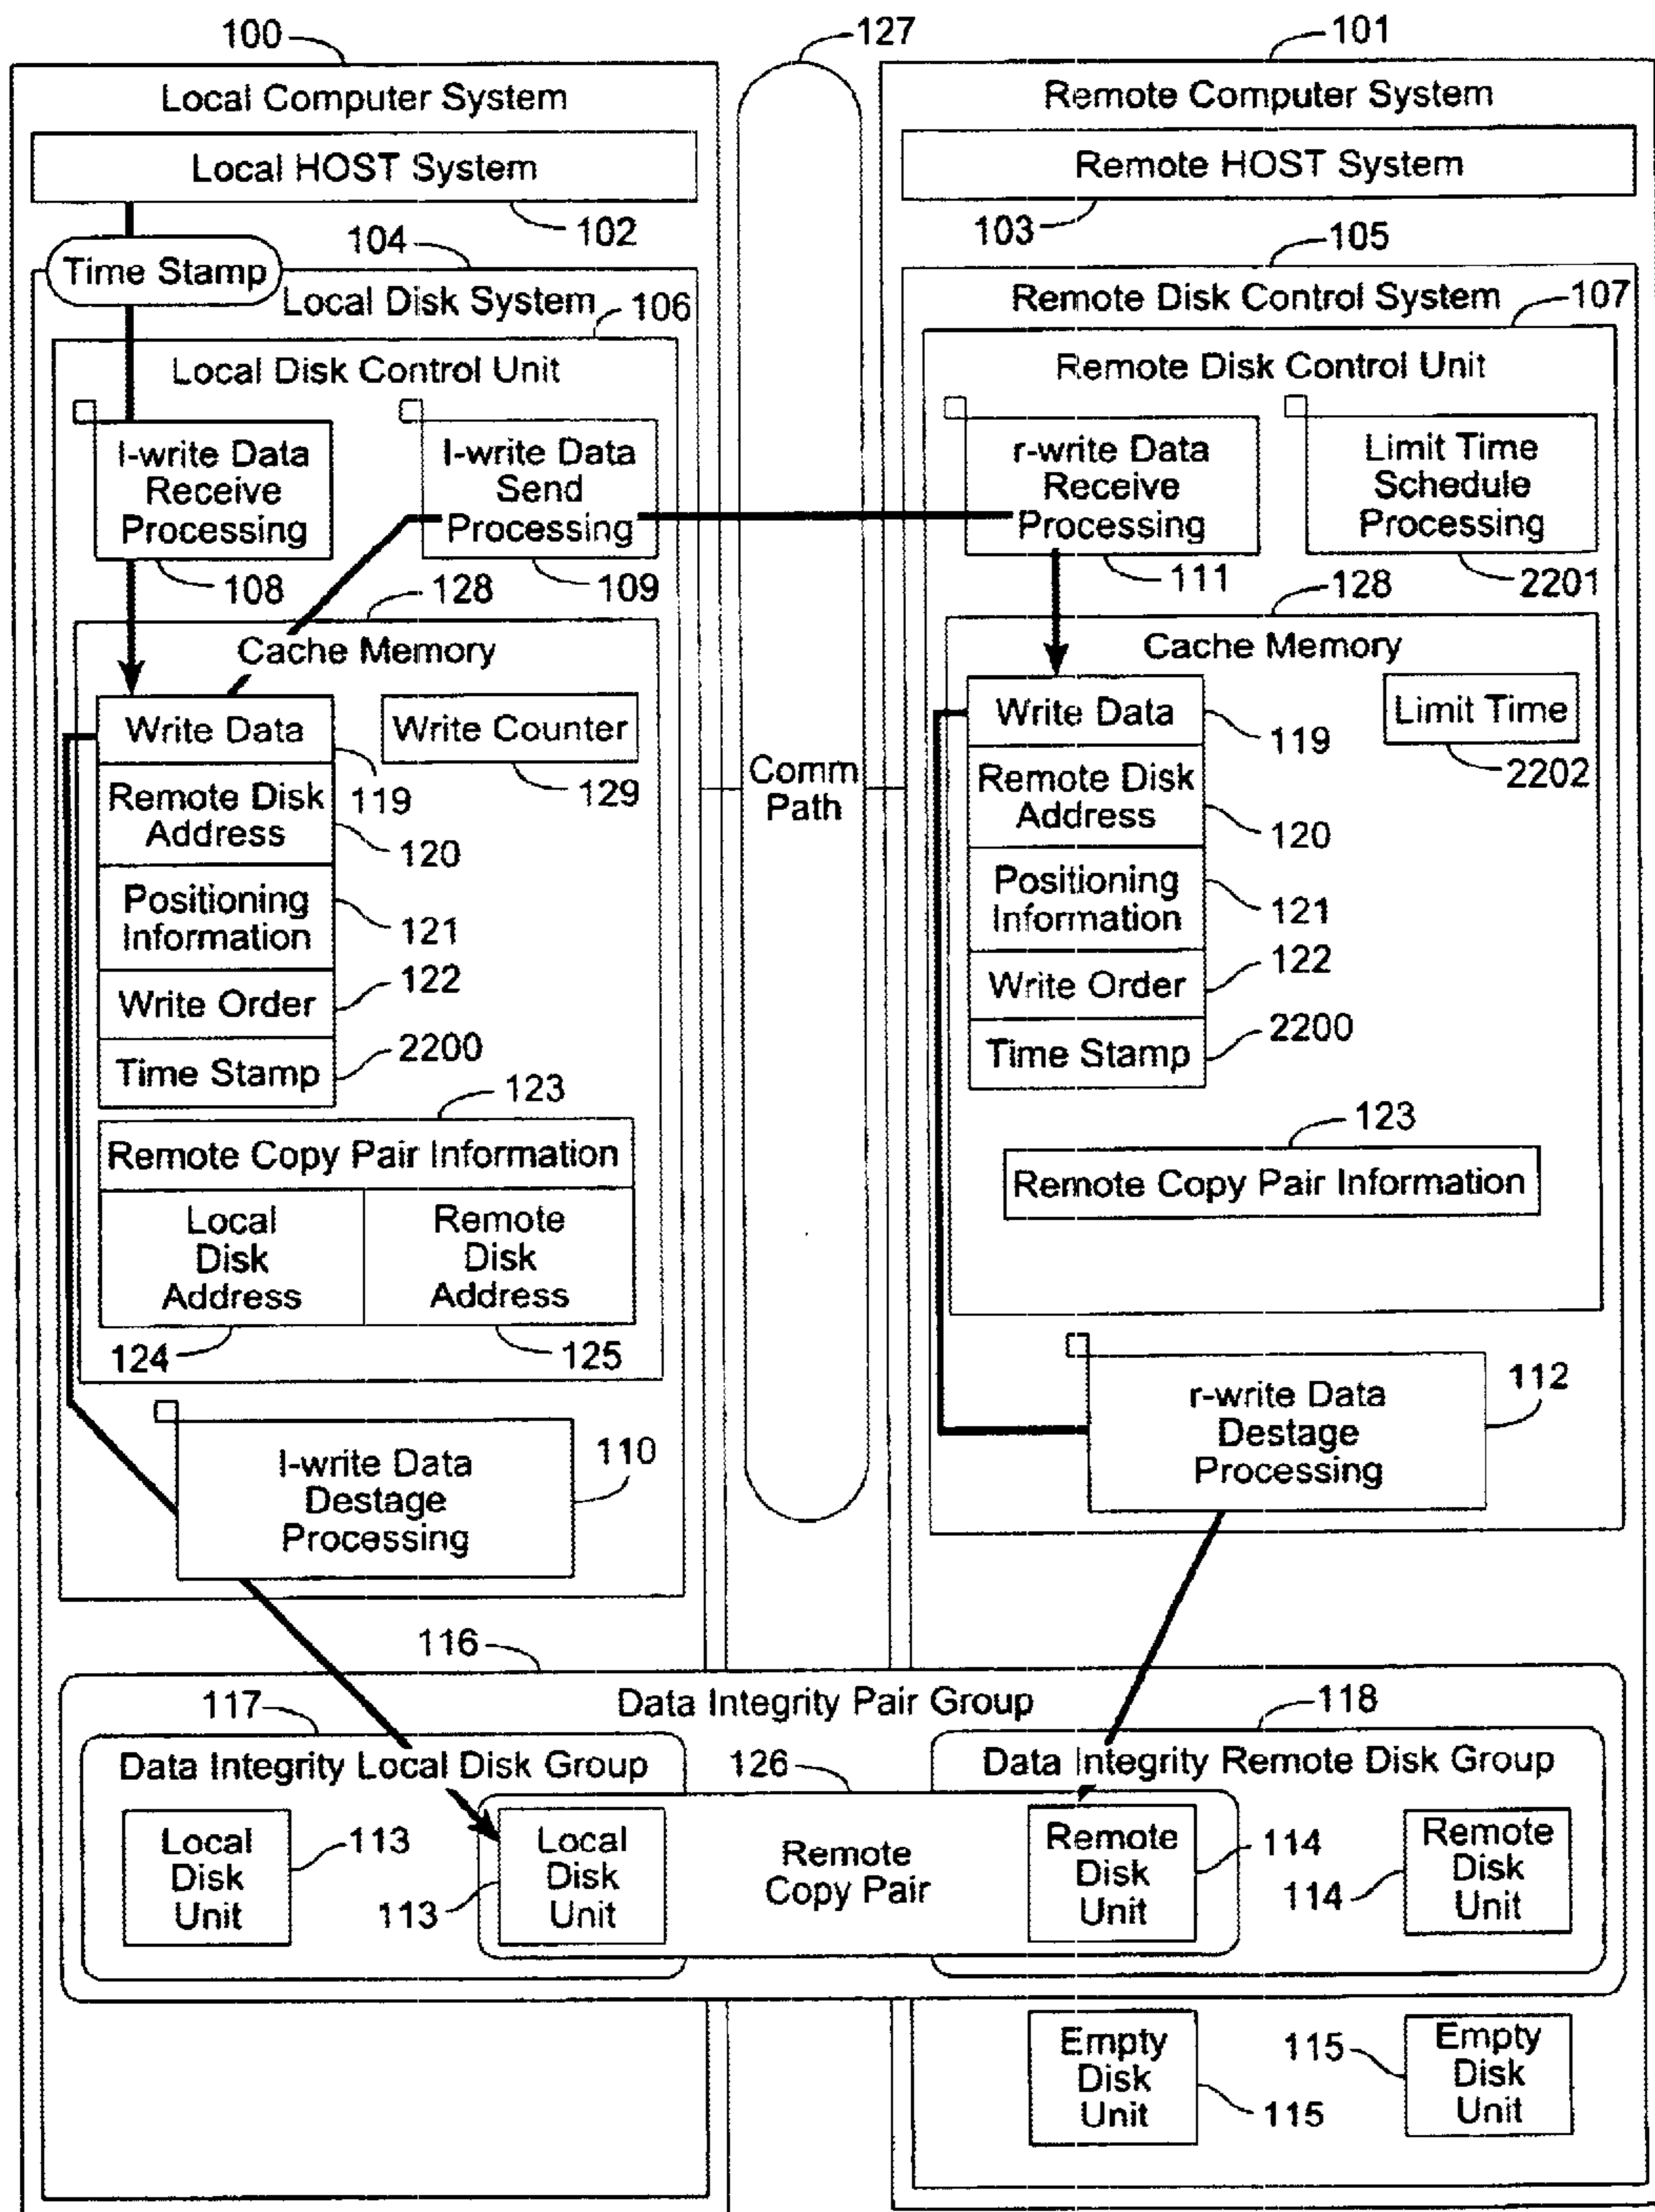 100
127
101
Local Computer System
Remote Computer System
Local HOST System
Remote HOST System
102
103
104
105
Time Stamp
Local Disk System
106
Remote Disk Control System
107
Local Disk Control Unit
Remote Disk Control Unit
l-write Data
Receive
Processing
l-write Data
Send
Processing
r-write Data
Receive
Processing
Limit Time
Schedule
Processing
108
109
111
2201
128
128
Cache Memory
Cache Memory
Write Data
119
Write Counter
129
Remote Disk
Address
120
Positioning
Information
121
Write Order
122
Time Stamp
2200
123
Remote Copy Pair Information
Local
Disk
Address
Remote
Disk
Address
124
125
Comm
Path
Write Data
119
Limit Time
2202
Remote Disk
Address
120
Positioning
Information
121
Write Order
122
Time Stamp
2200
123
Remote Copy Pair Information
l-write Data
Destage
Processing
110
r-write Data
Destage
Processing
112
116
Data Integrity Pair Group
117
118
Data Integrity Local Disk Group
126
Data Integrity Remote Disk Group
Local
Disk
Unit
113
113
Local
Disk
Unit
Remote
Copy Pair
Remote
Disk
Unit
114
114
Remote
Disk
Unit
Empty
Disk
Unit
115
115
Empty
Disk
Unit